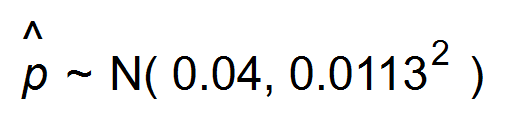 p̂ ~ N( 0.04, 0.0113² )